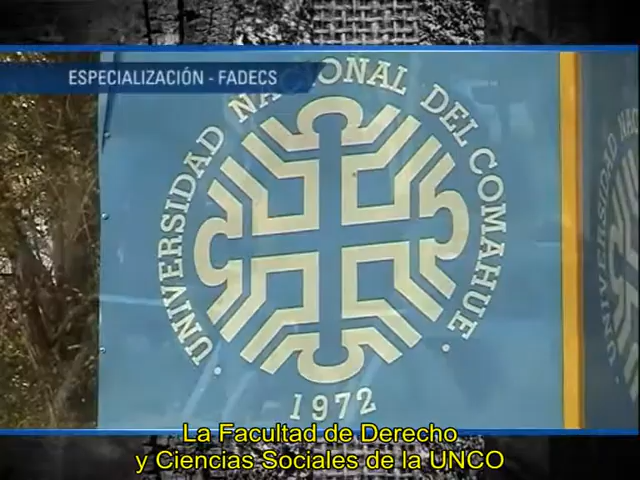 ESPECIALIZACIÓN - FADECS
UNIVERSIDAD NACIONAL DEL COMAHUE
1972
La Facultad de Derecho
y Ciencias Sociales de la UNCO